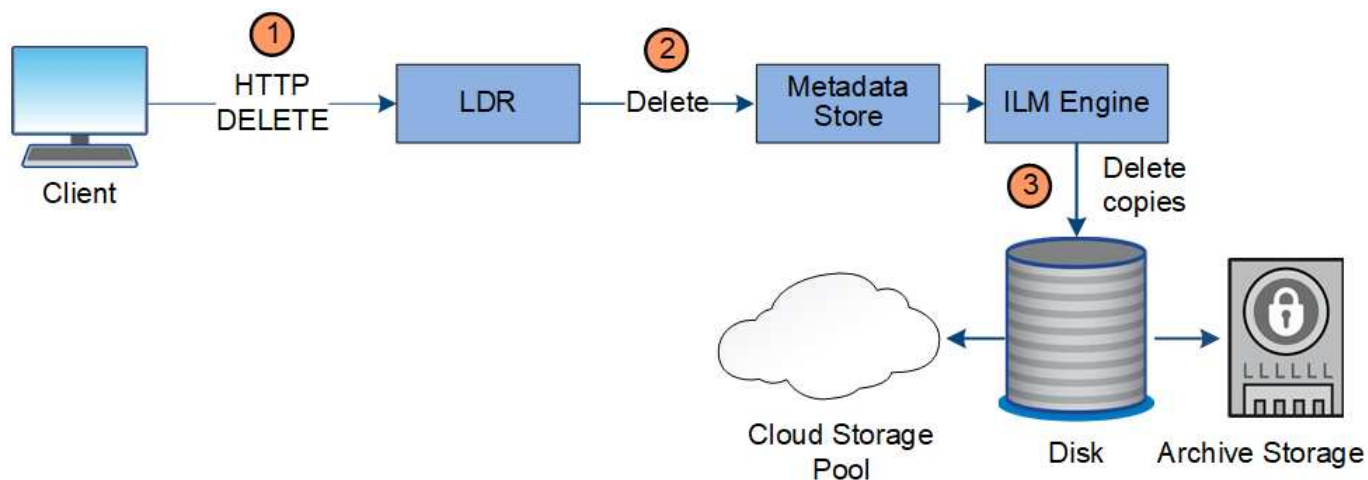 1
HTTP
DELETE
Client
LDR
2
Delete
Metadata
Store
ILM Engine
3
Delete
copies
Cloud Storage
Pool
Disk
Archive Storage
LLLLLL